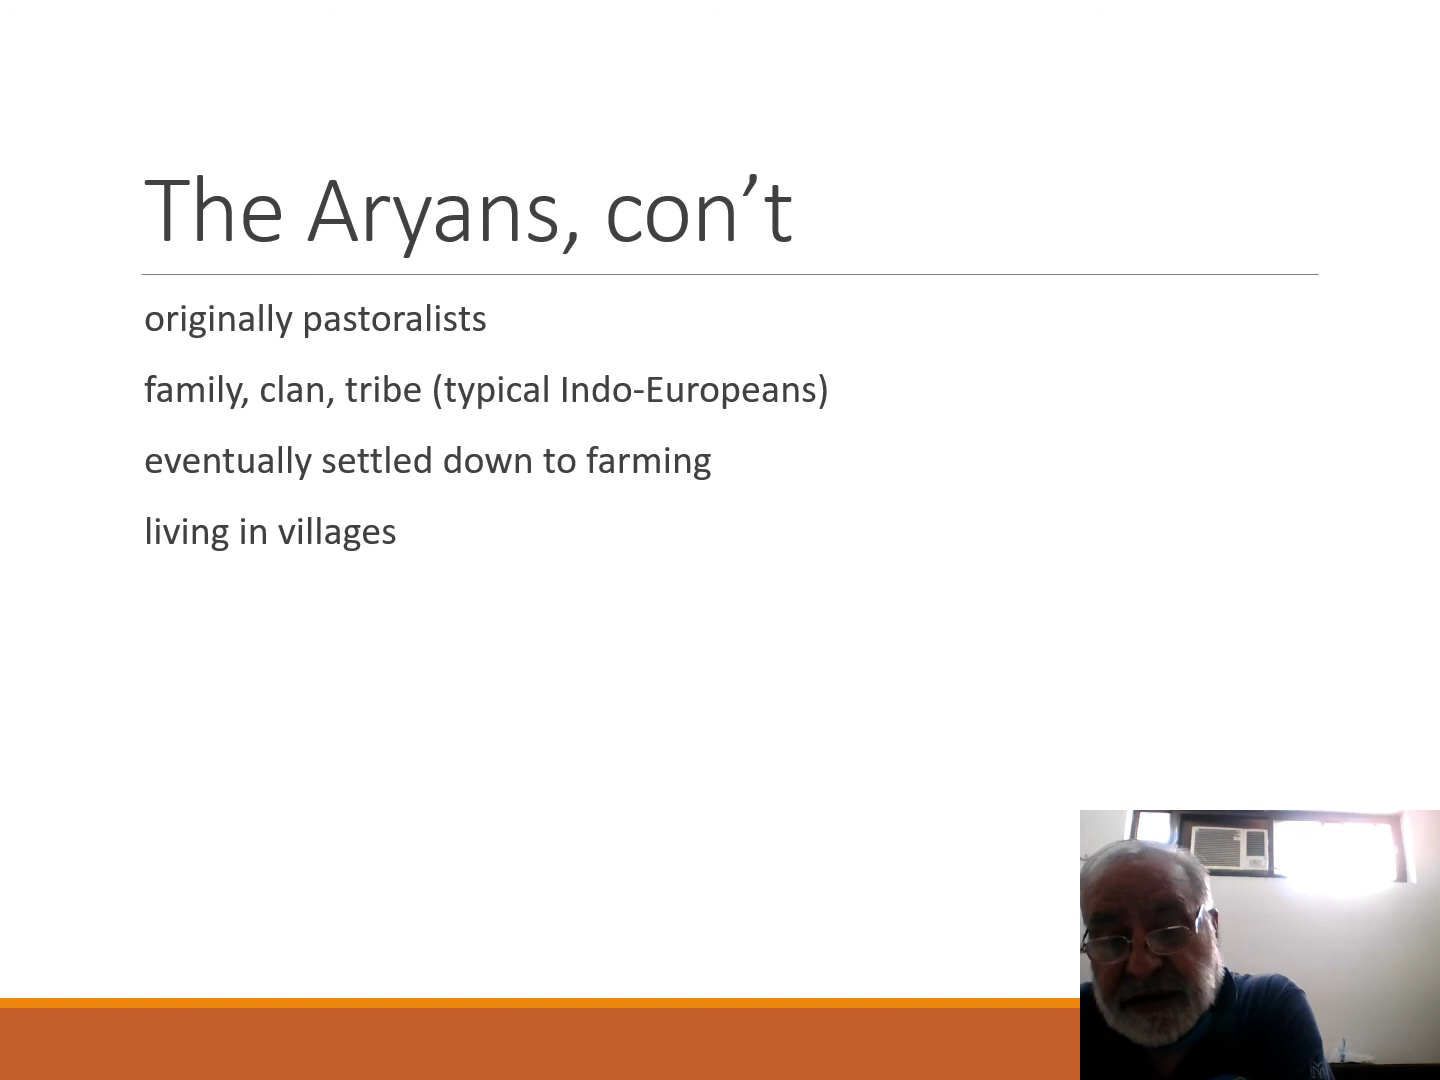 The Aryans, con’t
originally pastoralists
family, clan, tribe (typical Indo-Europeans)
eventually settled down to farming
living in villages